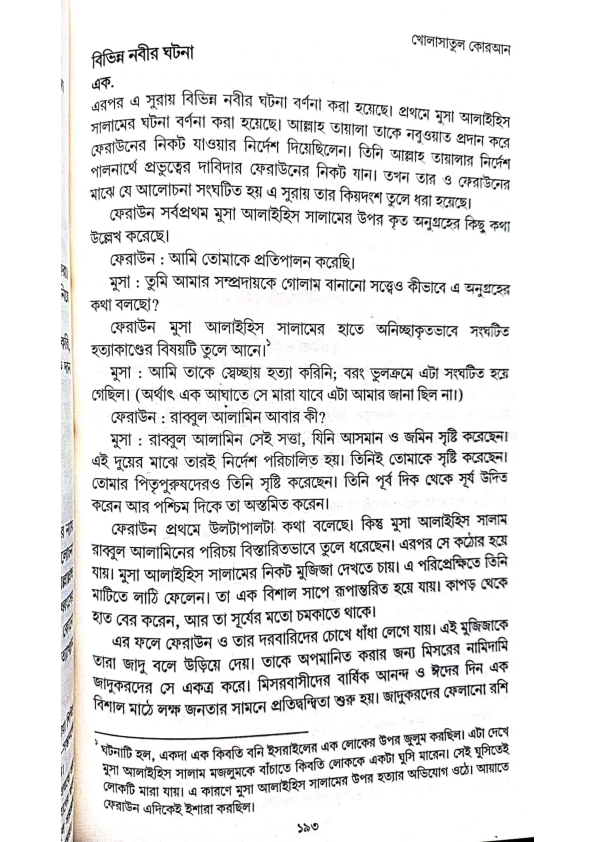 খোলাসাতুল কোরআন
বিভিন্ন নবীর ঘটনা
এক.
এরপর এ সুরায় বিভিন্ন নবীর ঘটনা বর্ণনা করা হয়েছে। প্রথমে মুসা আলাইহিস
সালামের ঘটনা বর্ণনা করা হয়েছে। আল্লাহ তায়ালা তাকে নবুওয়াত প্রদান করে
ফেরাউনের নিকট যাওয়ার নির্দেশ দিয়েছিলেন। তিনি আল্লাহ তায়ালার নির্দেশ
পালনার্থে প্রভুত্বের দাবিদার ফেরাউনের নিকট যান। তখন তার ও ফেরাউনের
মাঝে যে আলোচনা সংঘটিত হয় এ সুরায় তার কিয়দংশ তুলে ধরা হয়েছে।
ফেরাউন সর্বপ্রথম মুসা আলাইহিস সালামের উপর কৃত অনুগ্রহের কিছু কথা
উল্লেখ করেছে।
ফেরাউন : আমি তোমাকে প্রতিপালন করেছি।
মুসা : তুমি আমার সম্প্রদায়কে গোলাম বানানো সত্ত্বেও কীভাবে এ অনুগ্রহের
কথা বলছো?
ফেরাউন মুসা আলাইহিস সালামের হাতে অনিচ্ছাকৃতভাবে সংঘটিত
হত্যাকাণ্ডের বিষয়টি তুলে আনে।১
মুসা : আমি তাকে স্বেচ্ছায় হত্যা করিনি; বরং ভুলক্রমে এটা সংঘটিত হয়ে
গেছিল। (অর্থাৎ এক আঘাতে সে মারা যাবে এটা আমার জানা ছিল না।)
ফেরাউন : রাব্বুল আলামিন আবার কী?
মুসা : রাব্বুল আলামিন সেই সত্তা, যিনি আসমান ও জমিন সৃষ্টি করেছেন।
এই দুয়ের মাঝে তারই নির্দেশ পরিচালিত হয়। তিনিই তোমাকে সৃষ্টি করেছেন।
তোমার পিতৃপুরুষদেরও তিনি সৃষ্টি করেছেন। তিনি পূর্ব দিক থেকে সূর্য উদিত
করেন আর পশ্চিম দিকে তা অস্তমিত করেন।
ফেরাউন প্রথমে উলটাপালটা কথা বলেছে। কিন্তু মুসা আলাইহিস সালাম
রাব্বুল আলামিনের পরিচয় বিস্তারিতভাবে তুলে ধরেছেন। এরপর সে কঠোর হয়ে
যায়। মুসা আলাইহিস সালামের নিকট মুজিজা দেখতে চায়। এ পরিপ্রেক্ষিতে তিনি
মাটিতে লাঠি ফেলেন। তা এক বিশাল সাপে রূপান্তরিত হয়ে যায়। কাপড় থেকে
হাত বের করেন, আর তা সূর্যের মতো চমকাতে থাকে।
এর ফলে ফেরাউন ও তার দরবারিদের চোখে ধাঁধা লেগে যায়। এই মুজিজাকে
তারা জাদু বলে উড়িয়ে দেয়। তাকে অপমানিত করার জন্য মিসরের নামিদামি
জাদুকরদের সে একত্র করে। মিসরবাসীদের বার্ষিক আনন্দ ও ঈদের দিন এক
বিশাল মাঠে লক্ষ জনতার সামনে প্রতিদ্বন্দ্বিতা শুরু হয়। জাদুকরদের ফেলানো রশি
১ ঘটনাটি হল, একদা এক কিবতি বনি ইসরাইলের এক লোকের উপর জুলুম করছিল। এটা দেখে
মুসা আলাইহিস সালাম মজলুমকে বাঁচাতে কিবতি লোককে একটা ঘুসি মারেন। সেই ঘুসিতেই
লোকটি মারা যায়। এ কারণে মুসা আলাইহিস সালামের উপর হত্যার অভিযোগ ওঠে। আয়াতে
ফেরাউন এদিকেই ইশারা করছিল।
১৯৩